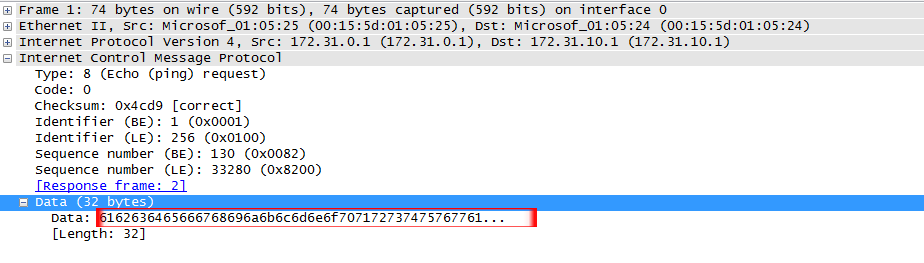 Frame 1: 74 bytes on wire (592 bits), 74 bytes captured (592 bits) on interface 0
Ethernet II, Src: Microsof_01:05:25 (00:15:5d:01:05:25), Dst: Microsof_01:05:24 (00:15:5d:01:05:24)
Internet Protocol Version 4, Src: 172.31.0.1 (172.31.0.1), Dst: 172.31.10.1 (172.31.10.1)
Internet Control Message Protocol
Type: 8 (Echo (ping) request)
Code: 0
Checksum: 0x4cd9 [correct]
Identifier (BE): 1 (0x0001)
Identifier (LE): 256 (0x0100)
Sequence number (BE): 130 (0x0082)
Sequence number (LE): 33280 (0x8200)
[Response frame: 2]
Data (32 bytes)
Data: 6162636465666768696a6b6c6d6e6f7071727374757677​61...
[Length: 32]